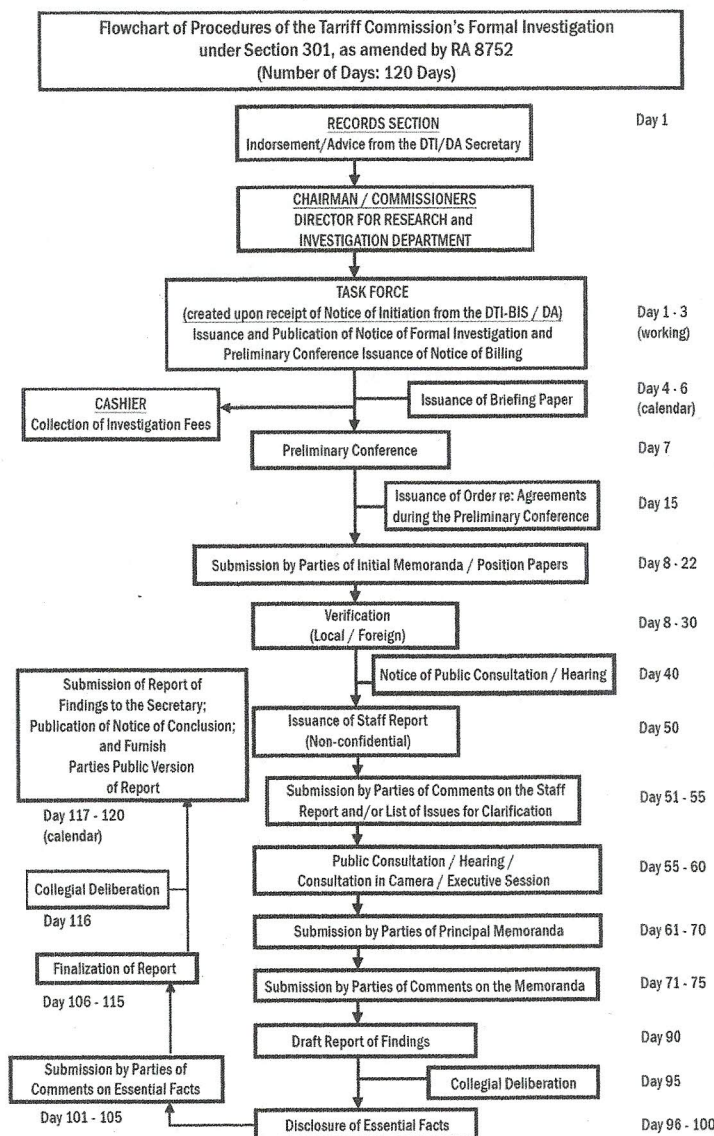 Flowchart of Procedures of the Tarriff Commission's Formal Investigation
under Section 301, as amended by RA 8752
(Number of Days: 120 Days)
RECORDS SECTION
Indorsement/Advice from the DTI/DA Secretary
Day 1
CHAIRMAN / COMMISSIONERS
DIRECTOR FOR RESEARCH and
INVESTIGATION DEPARTMENT
TASK FORCE
(created upon receipt of Notice of Initiation from the DTI-BIS / DA)
Issuance and Publication of Notice of Formal Investigation and
Preliminary Conference Issuance of Notice of Billing
Day 1 - 3
(working)
CASHIER
Collection of Investigation Fees
Issuance of Briefing Paper
Day 4 - 6
(calendar)
Preliminary Conference
Day 7
Issuance of Order re: Agreements
during the Preliminary Conference
Day 15
Submission by Parties of Initial Memoranda / Position Papers
Day 8 - 22
Verification
(Local / Foreign)
Day 8 - 30
Notice of Public Consultation / Hearing
Day 40
Issuance of Staff Report
(Non-confidential)
Day 50
Submission by Parties of Comments on the Staff
Report and/or List of Issues for Clarification
Day 51 - 55
Public Consultation / Hearing /
Consultation in Camera / Executive Session
Day 55 - 60
Submission by Parties of Principal Memoranda
Day 61 - 70
Submission by Parties of Comments on the Memoranda
Day 71 - 75
Draft Report of Findings
Day 90
Collegial Deliberation
Day 95
Disclosure of Essential Facts
Day 96 - 100
Submission by Parties of
Comments on Essential Facts
Day 101 - 105
Finalization of Report
Day 106 - 115
Collegial Deliberation
Day 116
Submission of Report of
Findings to the Secretary;
Publication of Notice of Conclusion;
and Furnish
Parties Public Version
of Report
Day 117 - 120
(calendar)